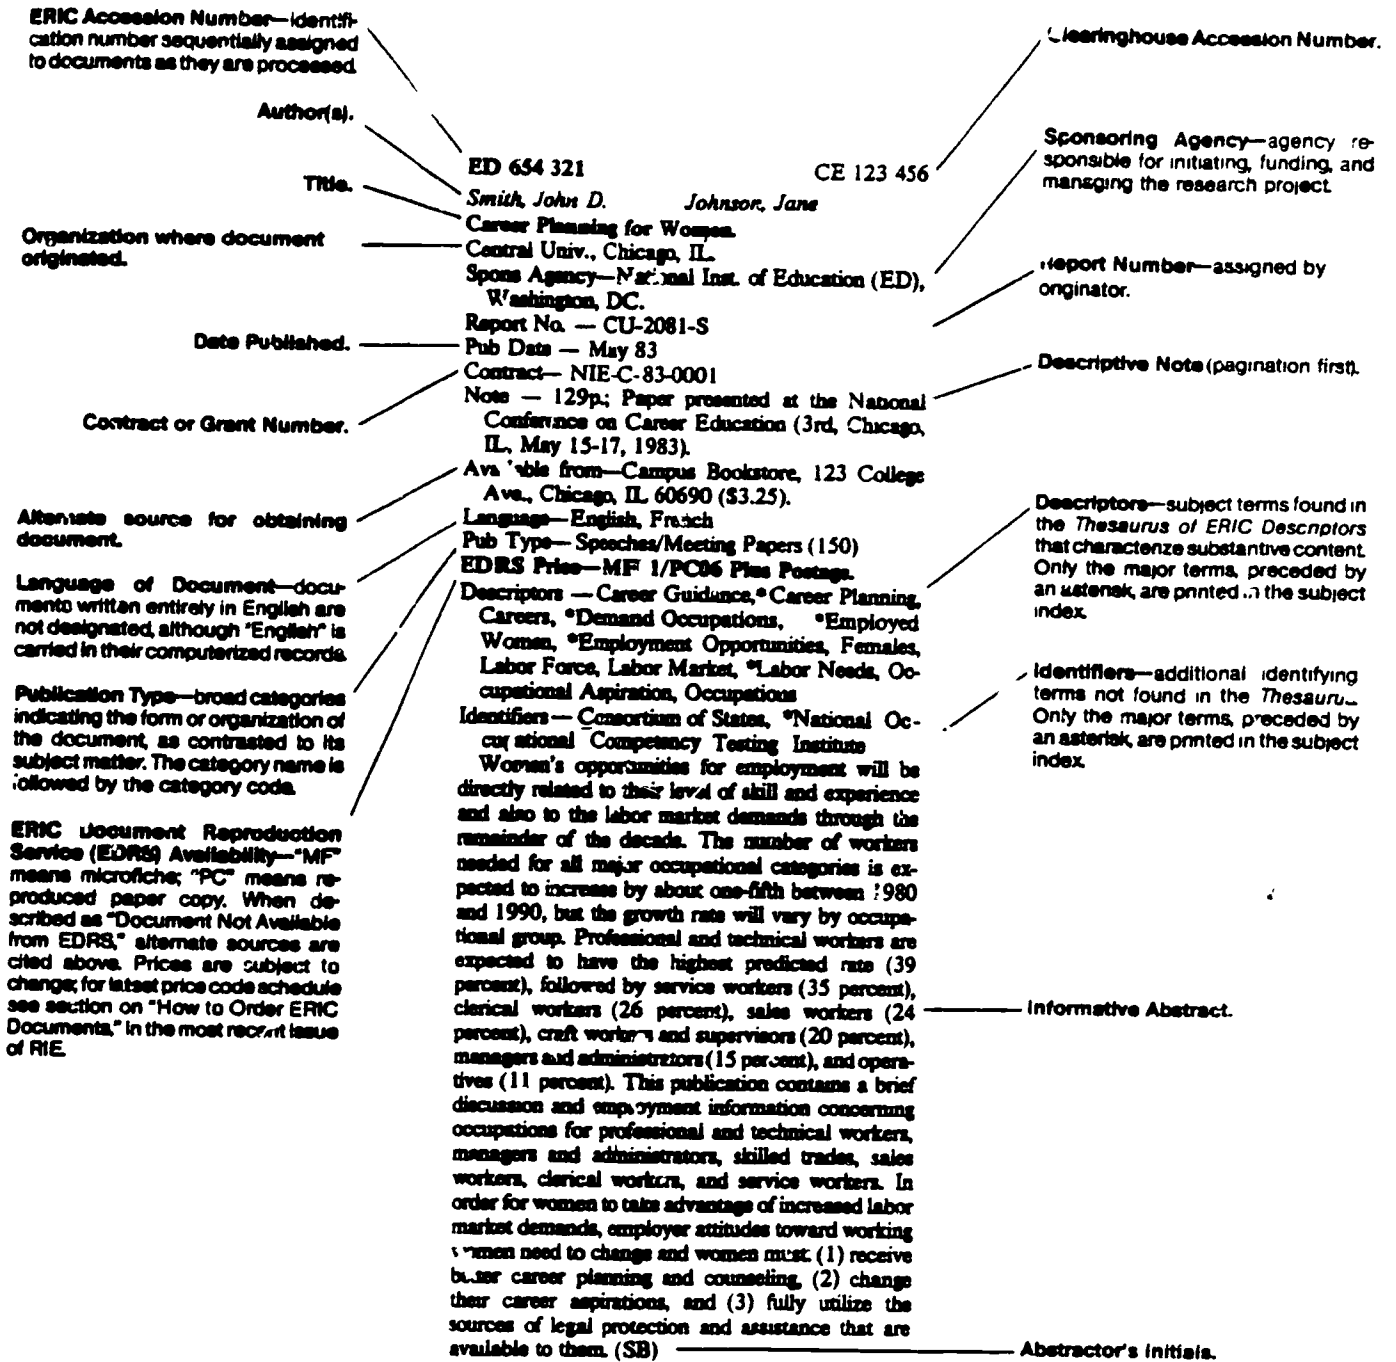 ERIC Accession Number—identifi-
cation number sequentially assigned
to documents as they are processed.
Author(s).
Title.
Organization where document
originated.
Date Published.
Contract or Grant Number.
Alternate source for obtaining
document.
Language of Document—docu-
ments written entirely in English are
not designated, although "English" is
carried in their computerized records.
Publication Type—broad categories
indicating the form or organization of
the document, as contrasted to its
subject matter. The category name is
followed by the category code.
ERIC Document Reproduction
Service (EDRS) Availability—"MF"
means microfiche; "PC" means re-
produced paper copy. When de-
scribed as "Document Not Available
from EDRS," alternate sources are
cited above. Prices are subject to
change; for latest price code schedule
see section on "How to Order ERIC
Documents," in the most recent issue
of RIE.
ED 654 321 CE 123 456
Smith, John D. Johnson, Jane
Career Planning for Women.
Central Univ., Chicago, IL.
Spons Agency—National Inst. of Education (ED),
Washington, DC.
Report No. — CU-2081-S
Pub Date — May 83
Contract— NIE-C-83-0001
Note — 129p.; Paper presented at the National
Conference on Career Education (3rd, Chicago,
IL, May 15-17, 1983).
Available from—Campus Bookstore, 123 College
Ave., Chicago, IL 60690 ($3.25).
Language—English, French
Pub Type— Speeches/Meeting Papers (150)
EDRS Price—MF 1/PC06 Plus Postage.
Descriptors — Career Guidance, *Career Planning,
Careers, *Demand Occupations, *Employed
Women, *Employment Opportunities, Females,
Labor Force, Labor Market, *Labor Needs, Oc-
cupational Aspiration, Occupations
Identifiers — Consortium of States, *National Oc-
cupational Competency Testing Institute
Women's opportunities for employment will be
directly related to their level of skill and experience
and also to the labor market demands through the
remainder of the decade. The number of workers
needed for all major occupational categories is ex-
pected to increase by about one-fifth between 1980
and 1990, but the growth rate will vary by occupa-
tional group. Professional and technical workers are
expected to have the highest predicted rate (39
percent), followed by service workers (35 percent),
clerical workers (26 percent), sales workers (24
percent), craft workers and supervisors (20 percent),
managers and administrators (15 percent), and opera-
tives (11 percent). This publication contains a brief
discussion and employment information concerning
occupations for professional and technical workers,
managers and administrators, skilled trades, sales
workers, clerical workers, and service workers. In
order for women to take advantage of increased labor
market demands, employer attitudes toward working
women need to change and women must: (1) receive
better career planning and counseling, (2) change
their career aspirations, and (3) fully utilize the
sources of legal protection and assistance that are
available to them. (SB)
Clearinghouse Accession Number.
Sponsoring Agency—agency re-
sponsible for initiating, funding, and
managing the research project.
Report Number—assigned by
originator.
Descriptive Note (pagination first).
Descriptors—subject terms found in
the Thesaurus of ERIC Descriptors
that characterize substantive content.
Only the major terms, preceded by
an asterisk, are printed in the subject
index.
Identifiers—additional identifying
terms not found in the Thesaurus.
Only the major terms, preceded by
an asterisk, are printed in the subject
index.
Informative Abstract.
Abstractor's Initials.